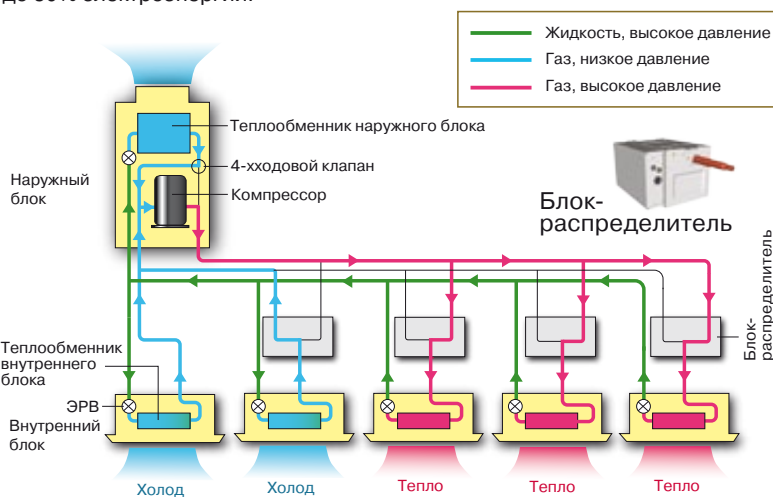 Жидкость, высокое давление
Газ, низкое давление
Газ, высокое давление
Теплообменник наружного блока
4-хходовой клапан
Компрессор
Наружный
блок
Блок-
распределитель
Блок-
распределитель
Теплообменник
внутреннего
блока
ЭРВ
Внутренний
блок
Холод
Холод
Тепло
Тепло
Тепло